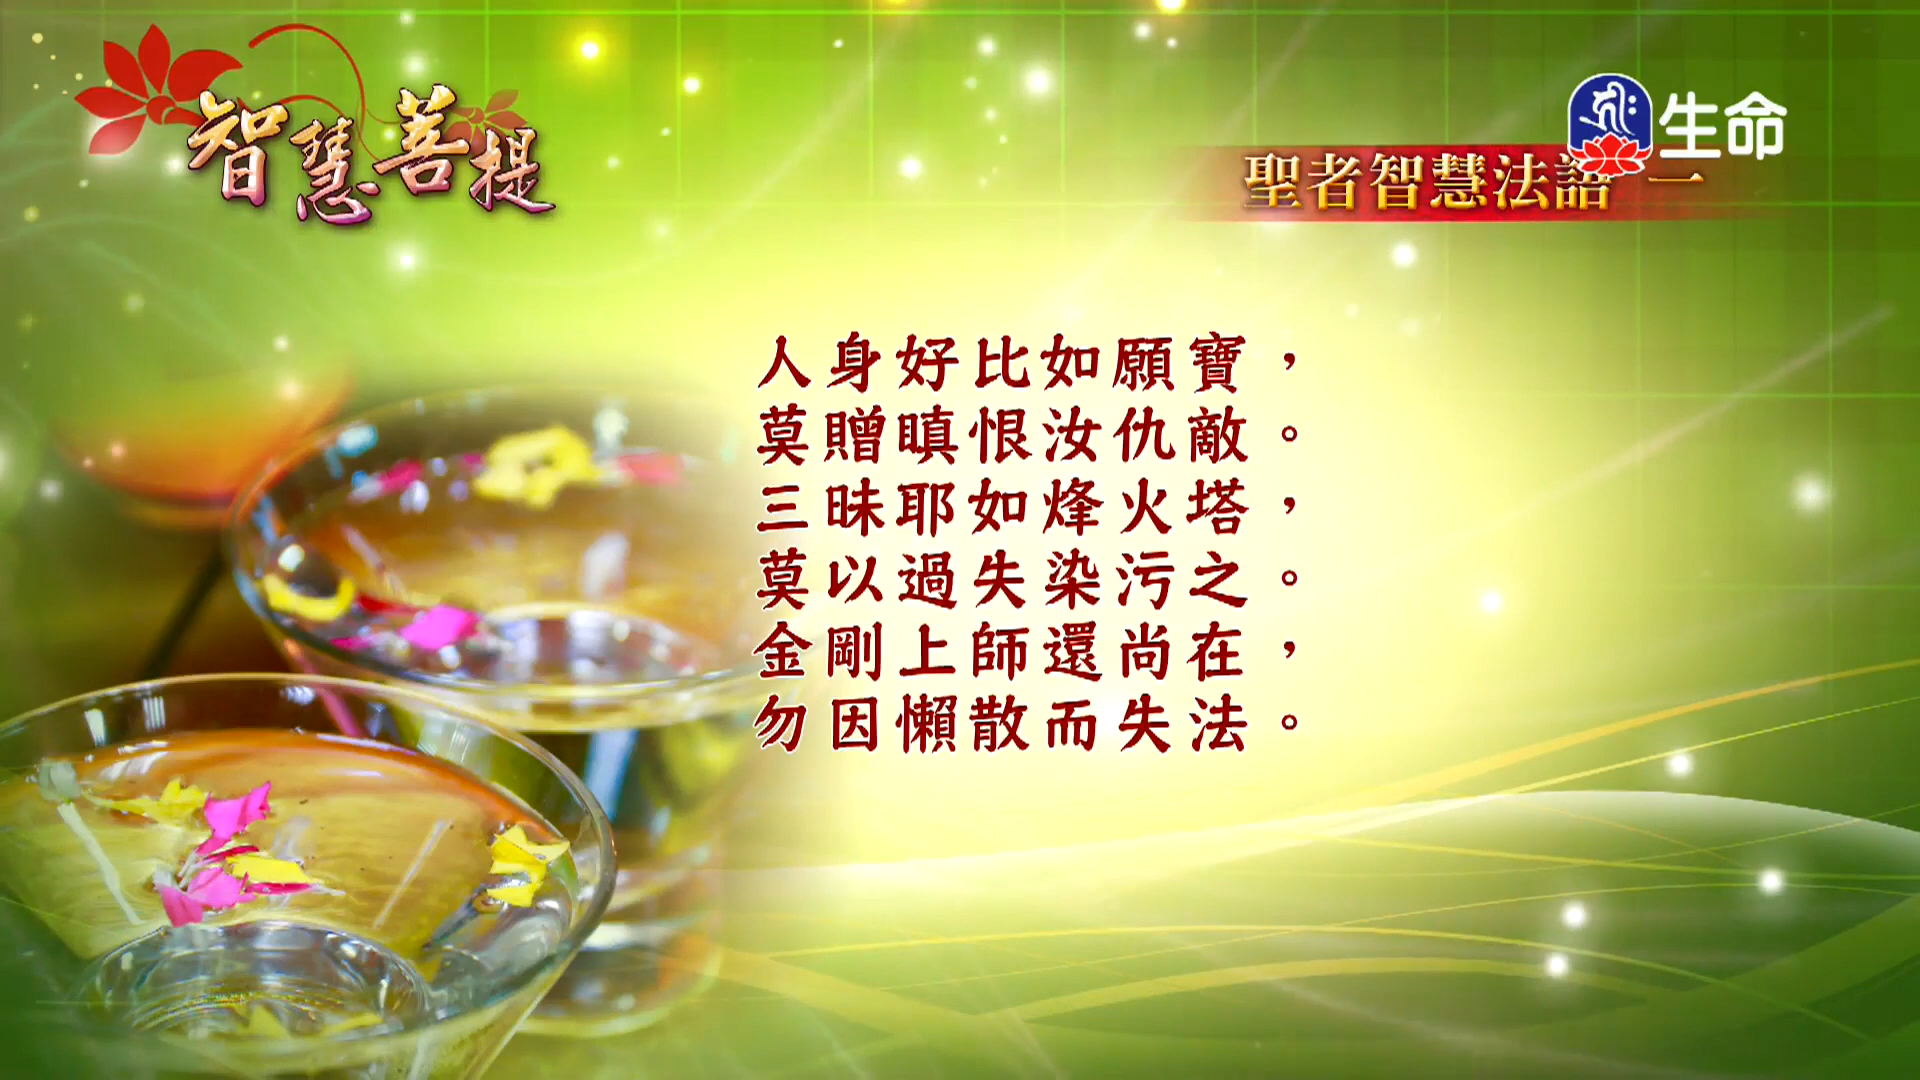 智慧菩提
生命
聖者智慧法語 一
人身好比如願寶，
莫贈瞋恨汝仇敵。
三昧耶如烽火塔，
莫以過失染污之。
金剛上師還尚在，
勿因懶散而失法。